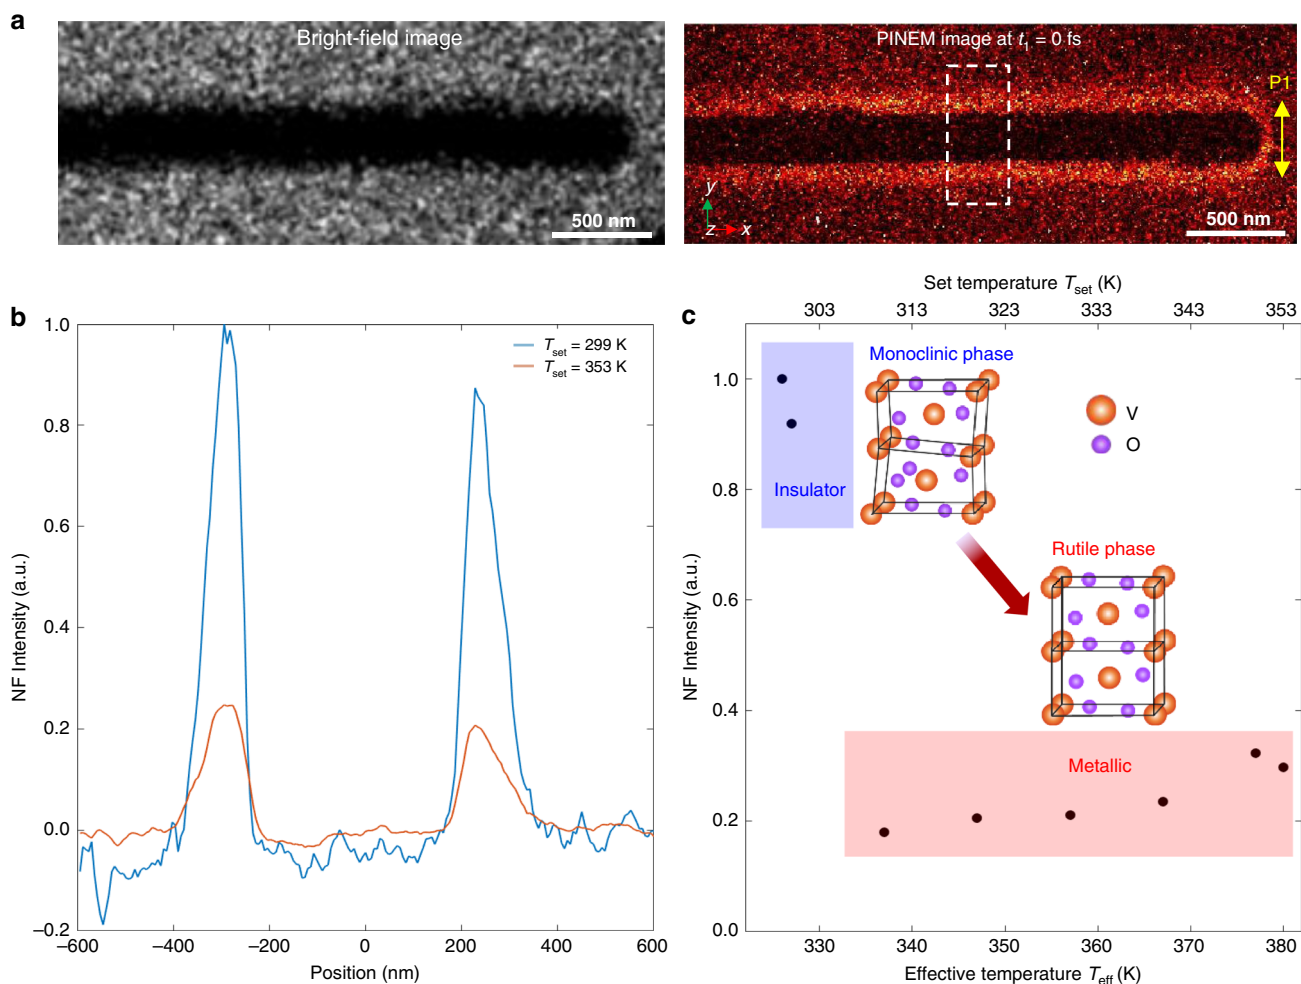 a
Bright-field image
500 nm
PINEM image at t1 = 0 fs
P1
y
z
x
500 nm
b
1.0
0.8
0.6
0.4
0.2
0.0
–0.2
NF Intensity (a.u.)
Tset = 299 K
Tset = 353 K
–600
–400
–200
0
200
400
600
Position (nm)
c
Set temperature Tset (K)
303
313
323
333
343
353
1.0
0.8
0.6
0.4
0.2
0.0
NF Intensity (a.u.)
Monoclinic phase
V
O
Insulator
Rutile phase
Metallic
330
340
350
360
370
380
Effective temperature Teff (K)